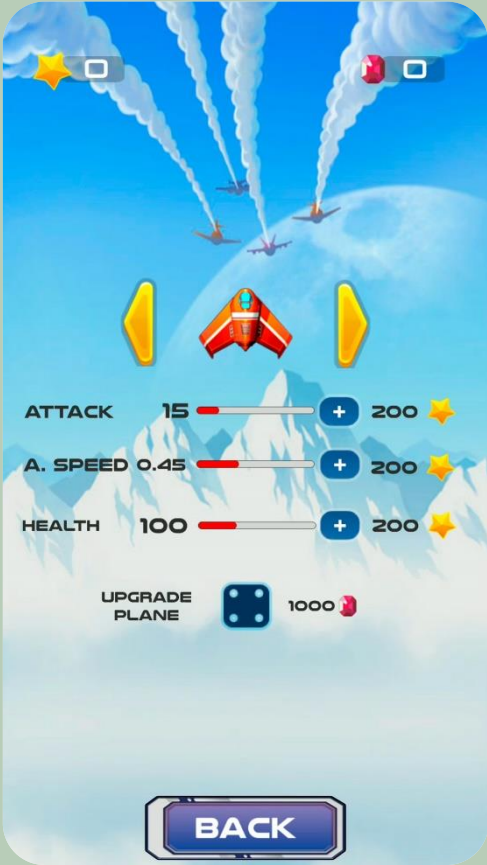 0 0
ATTACK 15 + 200
A. SPEED 0.45 + 200
HEALTH 100 + 200
UPGRADE
PLANE
1000
BACK